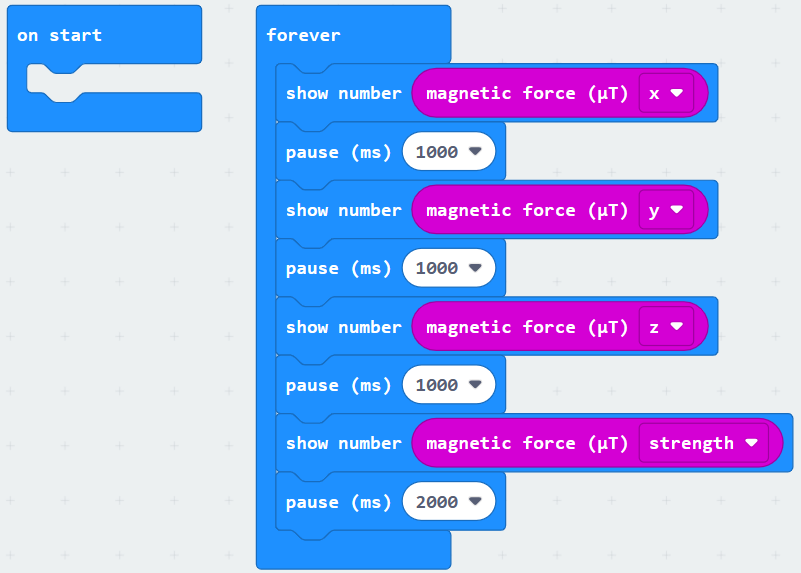 on start
forever
show number magnetic force (µT) x
pause (ms) 1000
show number magnetic force (µT) y
pause (ms) 1000
show number magnetic force (µT) z
pause (ms) 1000
show number magnetic force (µT) strength
pause (ms) 2000